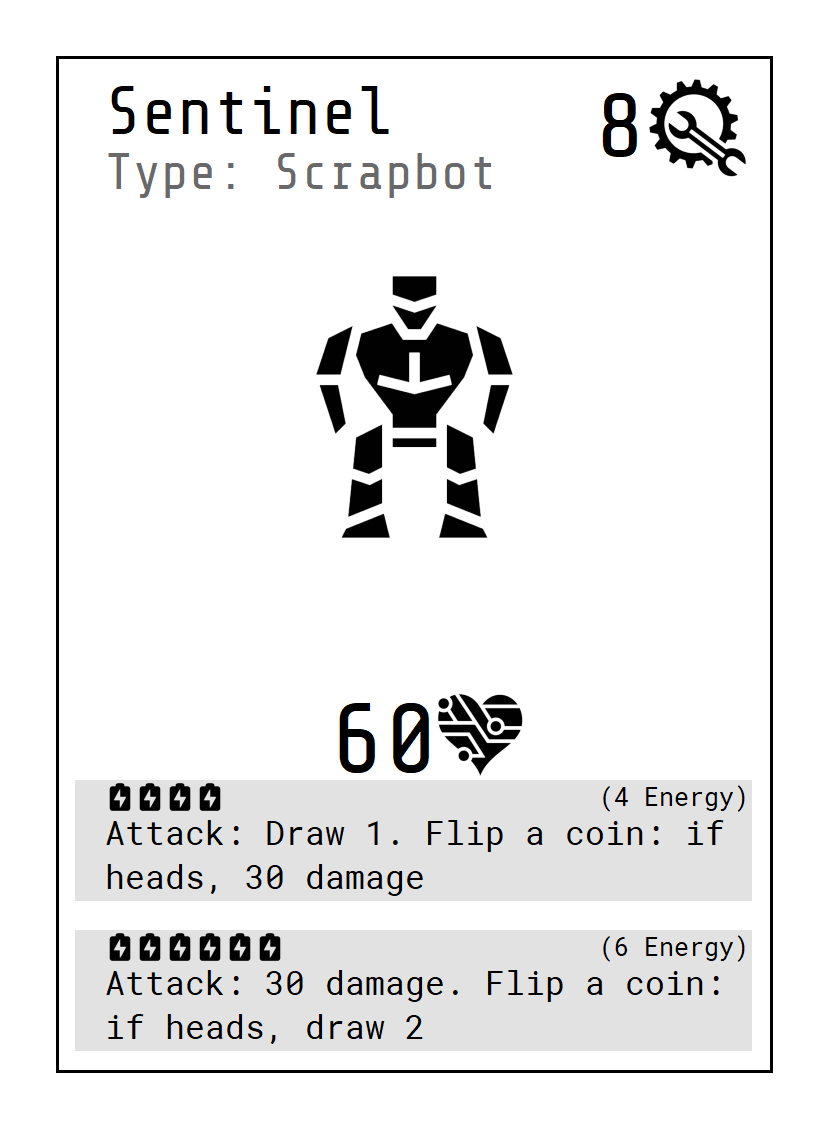 Sentinel
8
Type: Scrapbot
60
(4 Energy)
Attack: Draw 1. Flip a coin: if
heads, 30 damage
(6 Energy)
Attack: 30 damage. Flip a coin:
if heads, draw 2